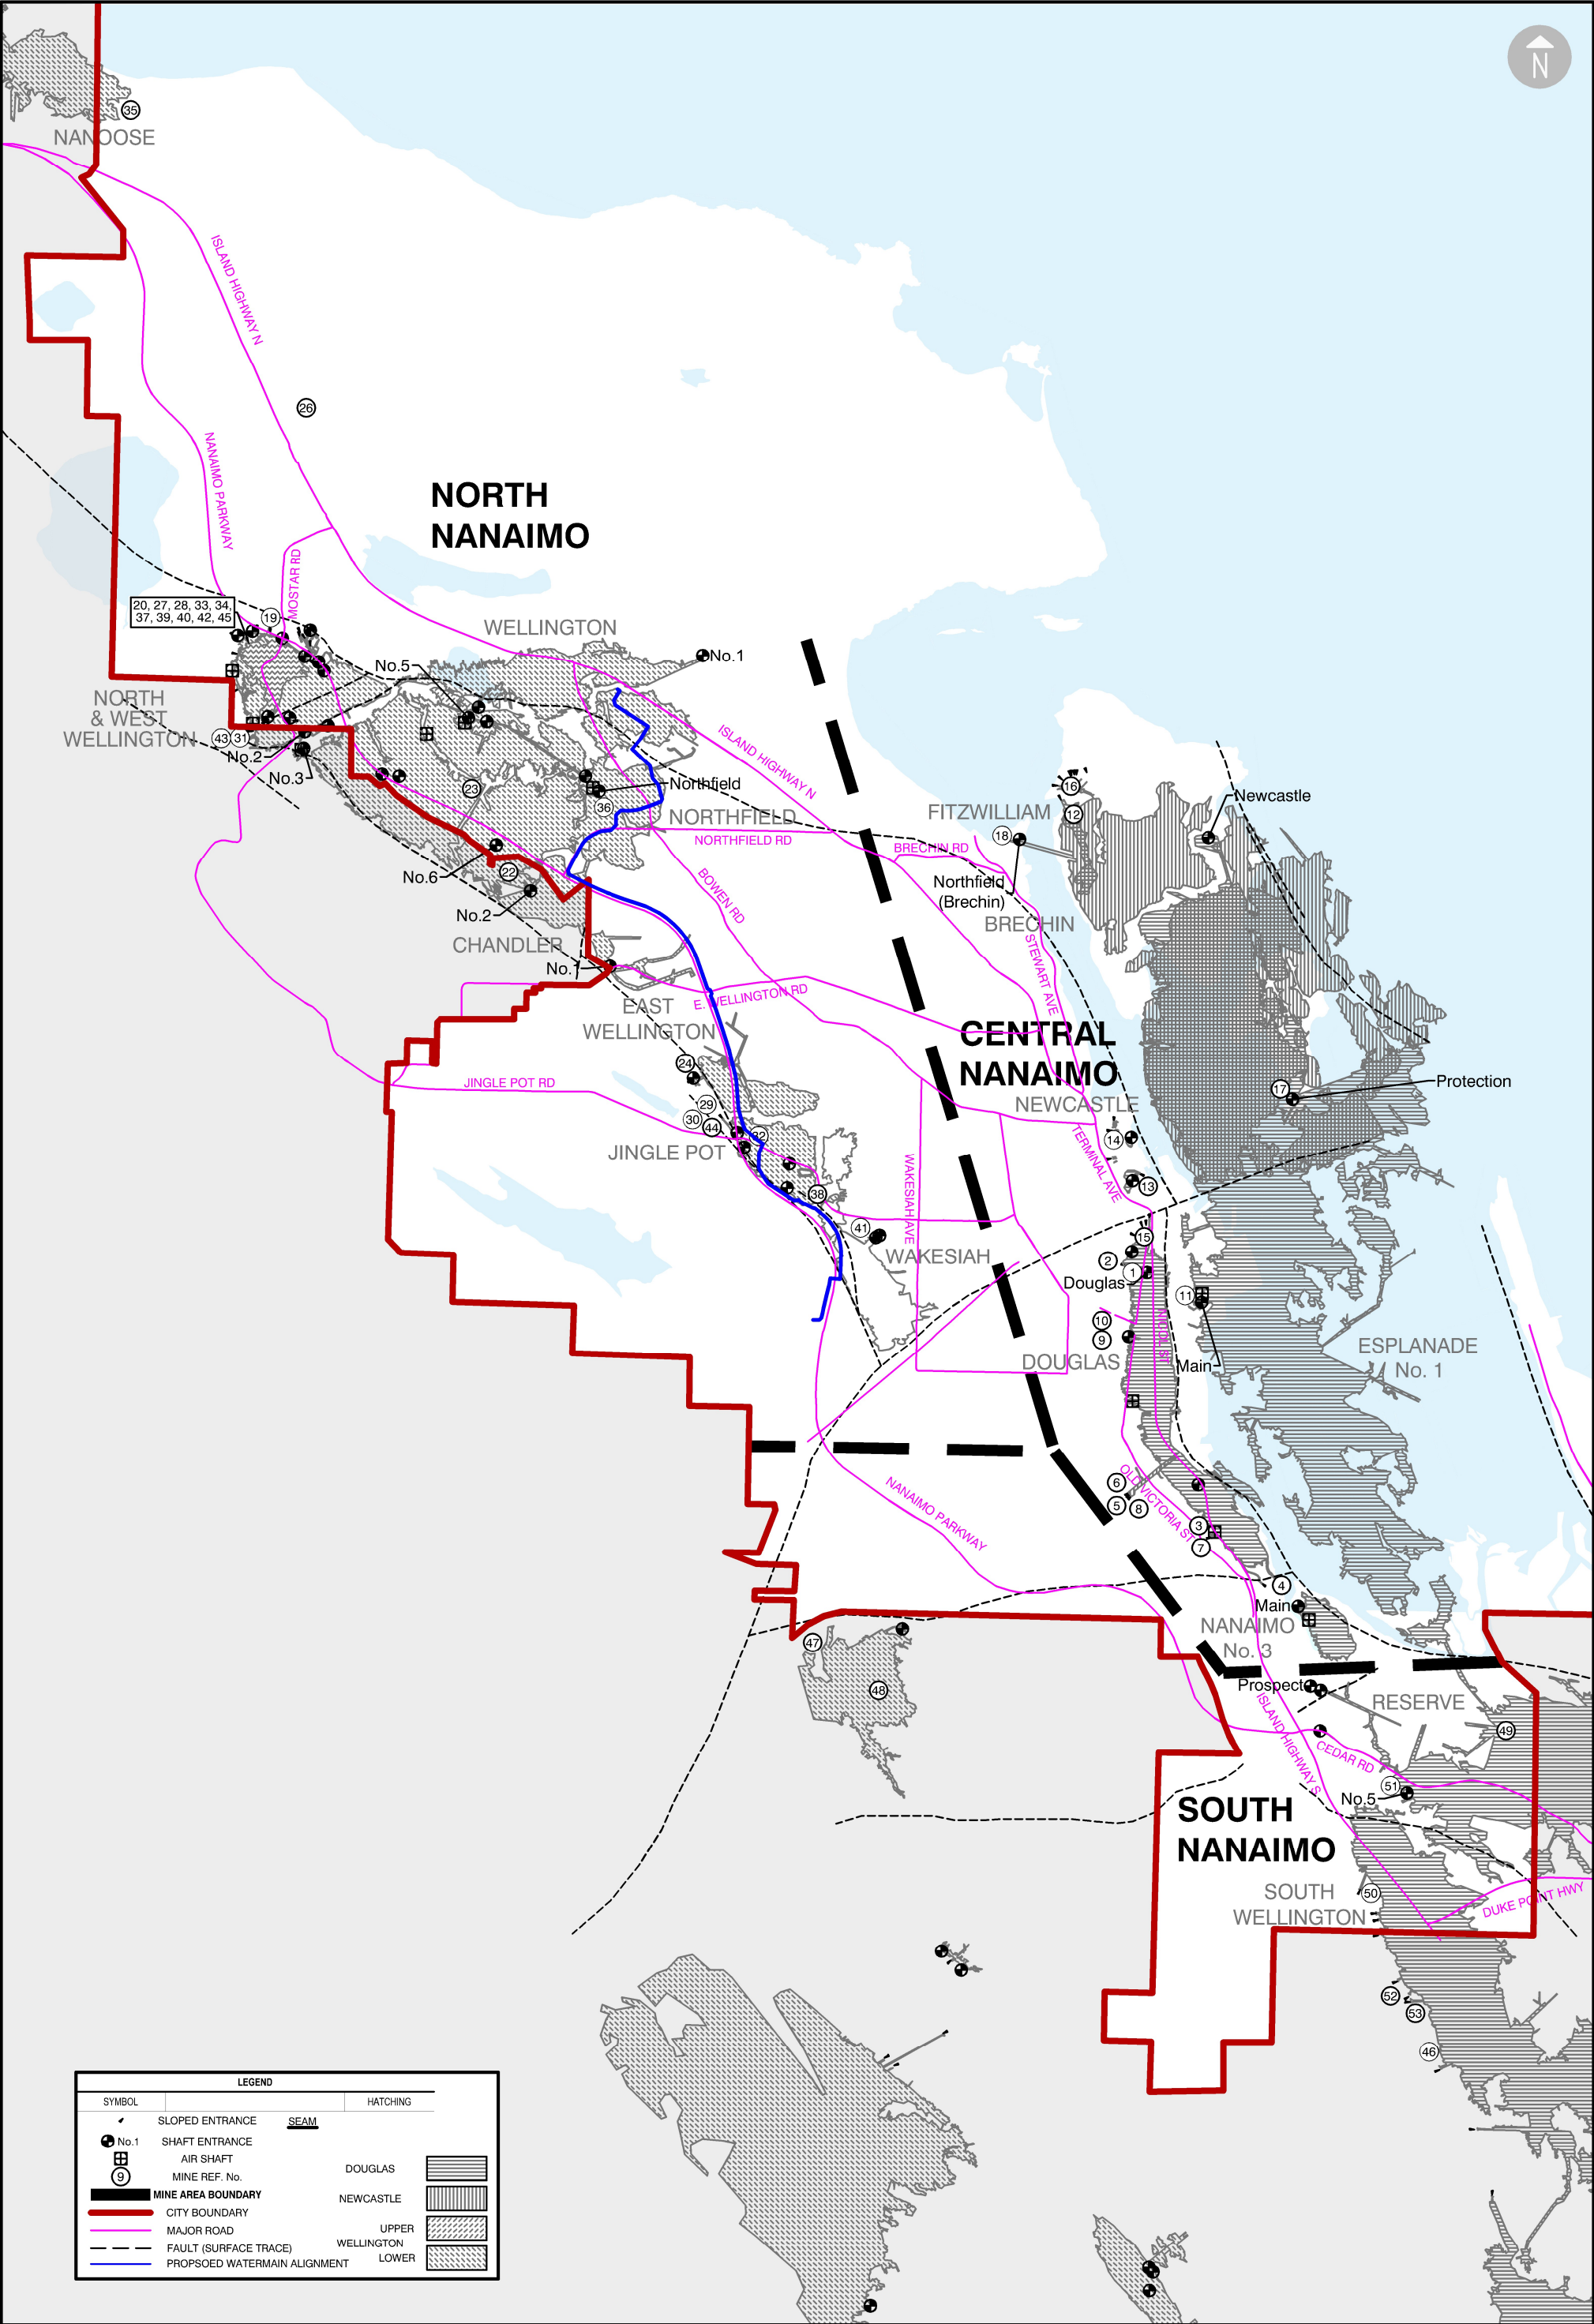 N
35
NANOOSE
ISLAND HIGHWAY N
26
NANAIMO PARKWAY
NORTH
NANAIMO
MOSTAR RD
20, 27, 28, 33, 34,
37, 39, 40, 42, 45
19
WELLINGTON
No.1
No.5
NORTH
& WEST
WELLINGTON
43
31
No.2
No.3
ISLAND HIGHWAY N
23
Northfield
36
NORTHFIELD
NORTHFIELD RD
16
12
FITZWILLIAM
18
Newcastle
BRECHIN RD
No.6
22
No.2
BOWEN RD
Northfield
(Brechin)
BRECHIN
CHANDLER
No.1
STEWART AVE
E. WELLINGTON RD
EAST
WELLINGTON
CENTRAL
NANAIMO
NEWCASTLE
24
JINGLE POT RD
17
Protection
29
30
44
32
JINGLE POT
14
TERMINAL AVE
13
38
WAKESIAH AVE
41
WAKESIAH
15
2
1
Douglas
11
10
9
DOUGLAS
NICOL ST
Main
ESPLANADE
No. 1
NANAIMO PARKWAY
6
5
8
OLD VICTORIA ST
3
7
4
Main
NANAIMO
No. 3
47
48
Prospect
RESERVE
49
ISLAND HIGHWAY S
CEDAR RD
51
No.5
SOUTH
NANAIMO
50
SOUTH
WELLINGTON
DUKE POINT HWY
52
53
46
LEGEND
SYMBOL HATCHING
SLOPED ENTRANCE SEAM
No.1 SHAFT ENTRANCE
AIR SHAFT
9 MINE REF. No.
DOUGLAS
MINE AREA BOUNDARY
NEWCASTLE
CITY BOUNDARY
MAJOR ROAD
UPPER
FAULT (SURFACE TRACE)
WELLINGTON
PROPSOED WATERMAIN ALIGNMENT
LOWER